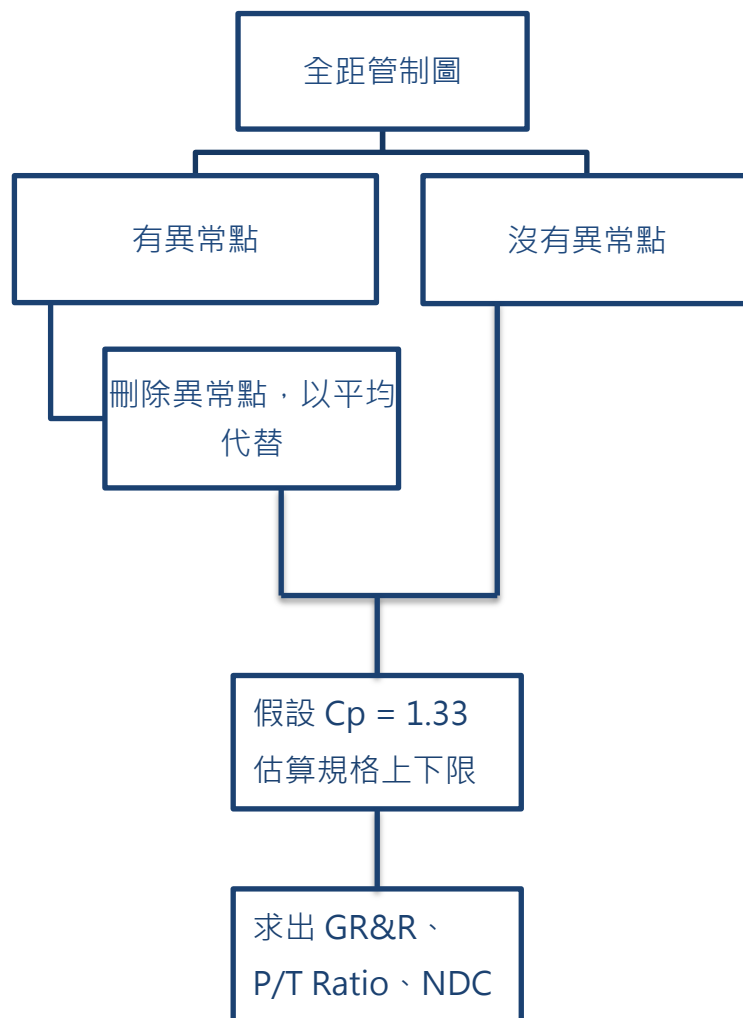 全距管制圖
有異常點
沒有異常點
刪除異常點，以平均
代替
假設 Cp = 1.33
估算規格上下限
求出 GR&R、
P/T Ratio、NDC